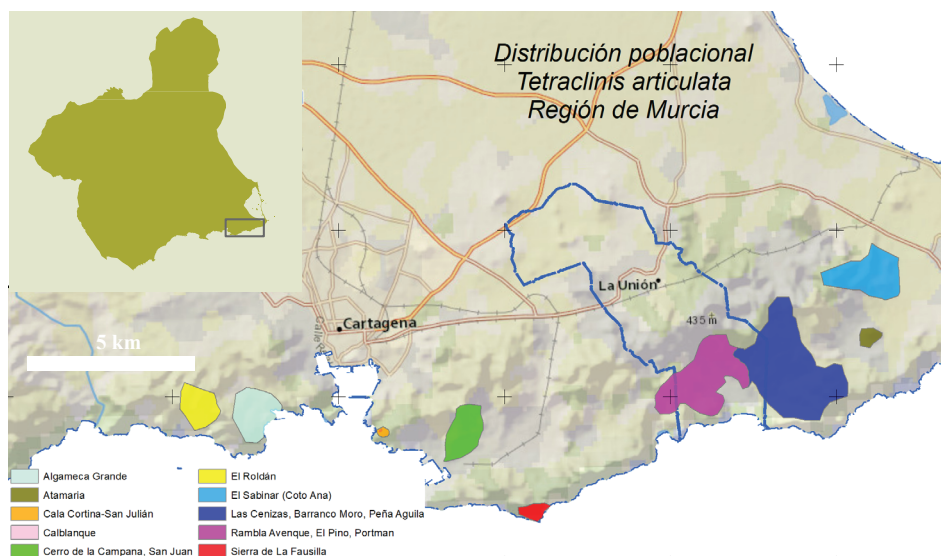 Distribución poblacional
Tetraclinis articulata
Región de Murcia
La Unión
435 m
Cartagena
5 km
Algameca Grande
Atamaria
Cala Cortina-San Julián
Calblanque
Cerro de la Campana, San Juan
El Roldán
El Sabinar (Coto Ana)
Las Cenizas, Barranco Moro, Peña Aguila
Rambla Avenque, El Pino, Portman
Sierra de La Fausilla